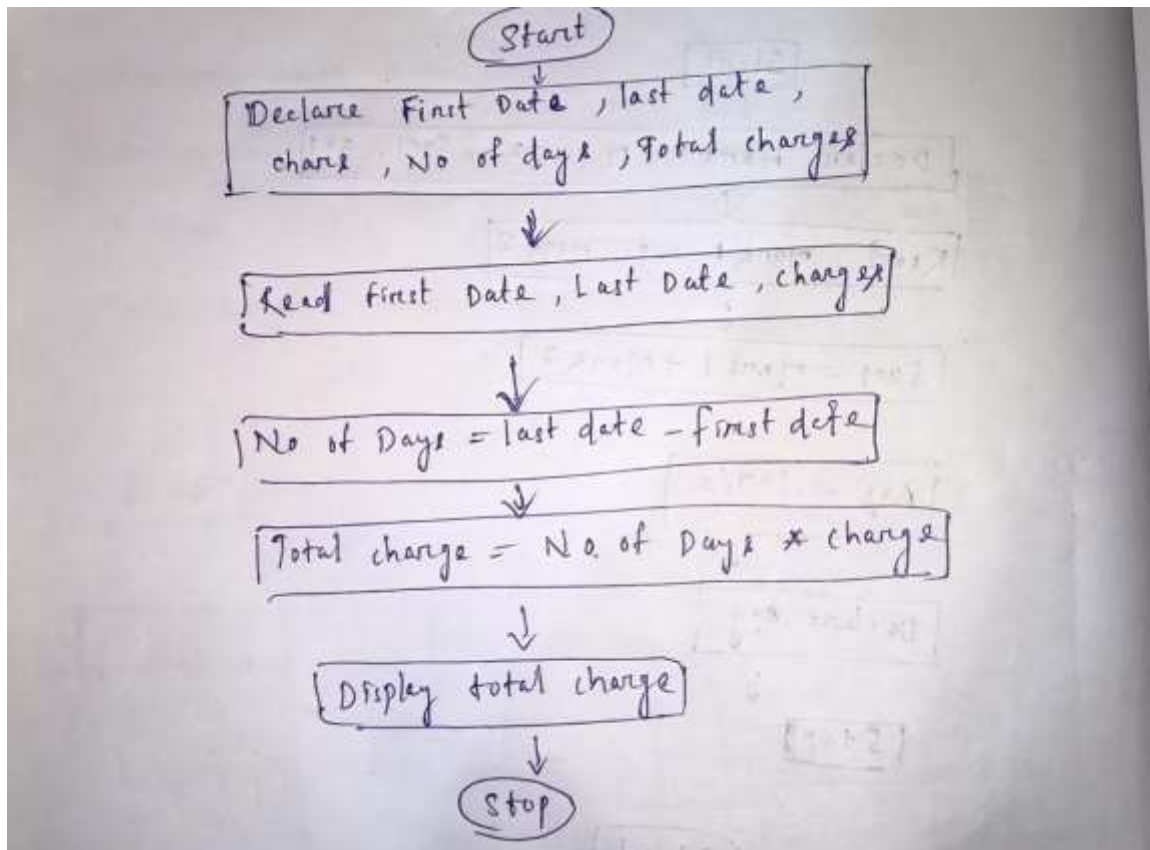 Start
Declare First Date, last date,
chars, No of days, Total charges
Read First Date, Last Date, charges
No of Days = last date - first date
Total charge = No. of Days * charge
Display total charge
Stop